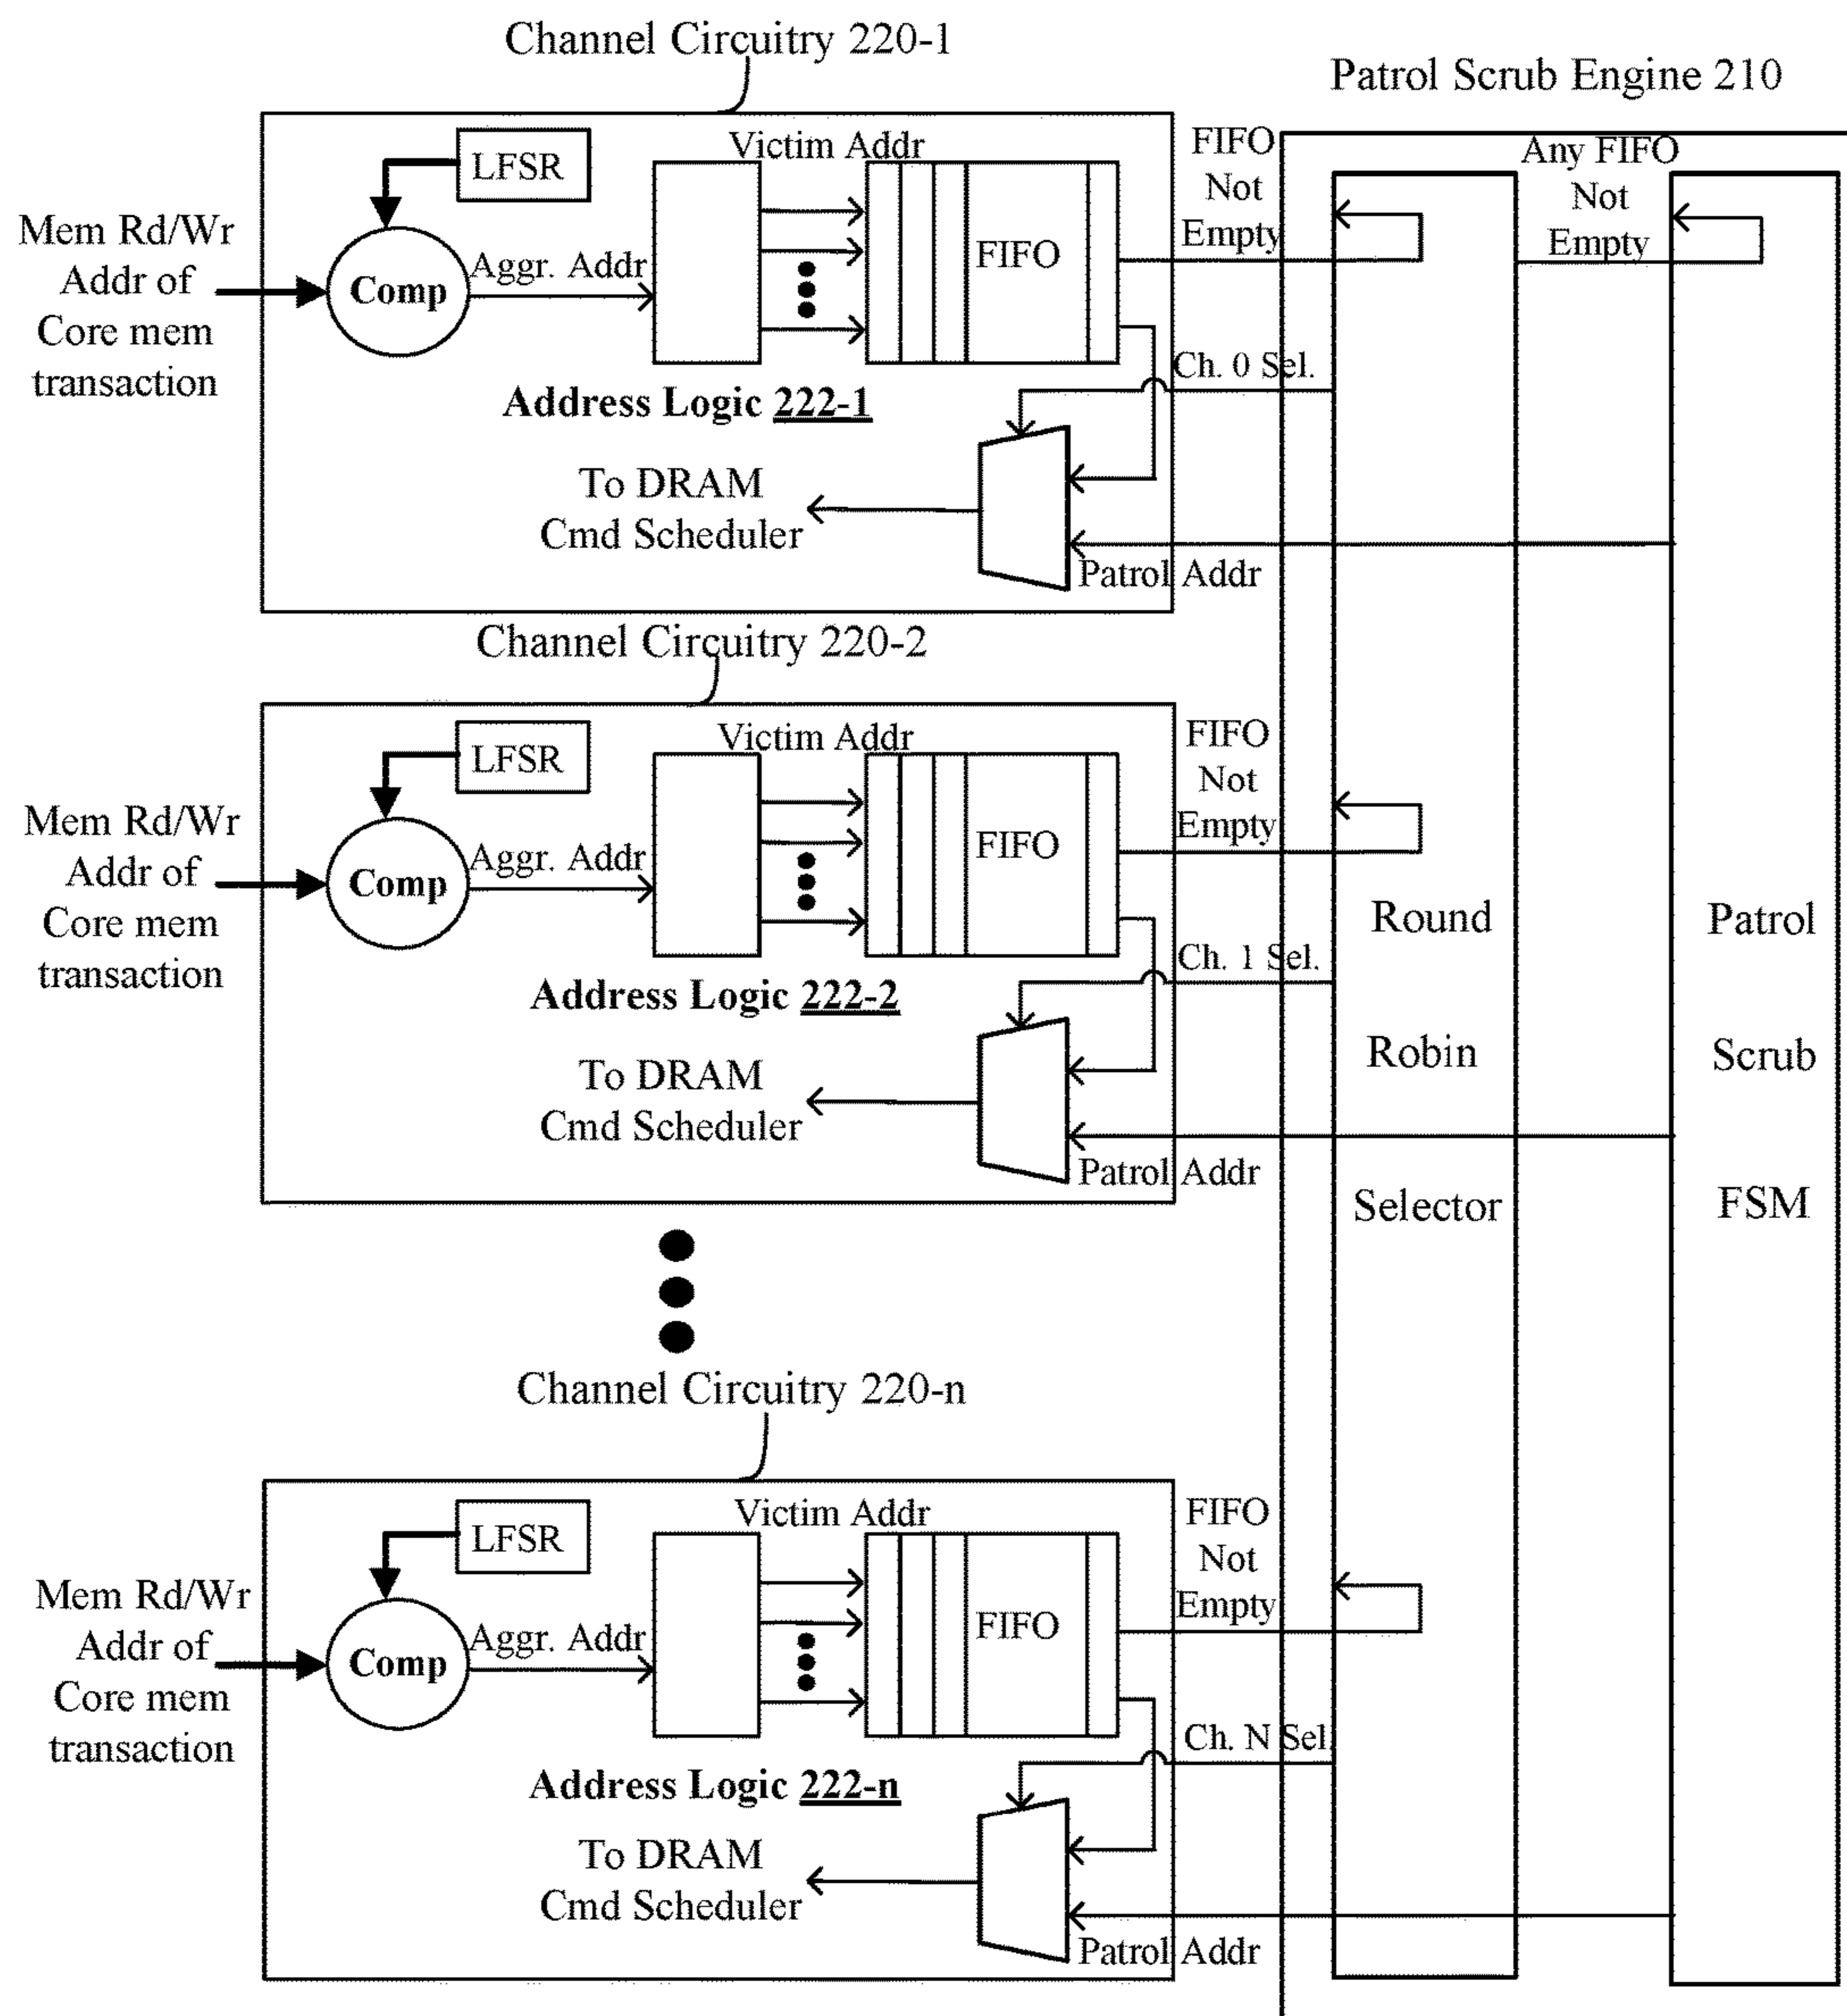 Channel Circuitry 220-1
Patrol Scrub Engine 210
LFSR
Victim Addr
FIFO
Not
Empty
Any FIFO
Not
Empty
Mem Rd/Wr
Addr of
Core mem
transaction
Comp
Aggr. Addr
FIFO
Ch. 0 Sel.
Address Logic 222-1
To DRAM
Cmd Scheduler
Patrol Addr
Channel Circuitry 220-2
LFSR
Victim Addr
FIFO
Not
Empty
Mem Rd/Wr
Addr of
Core mem
transaction
Comp
Aggr. Addr
FIFO
Ch. 1 Sel.
Address Logic 222-2
To DRAM
Cmd Scheduler
Patrol Addr
Round
Robin
Selector
Patrol
Scrub
FSM
Channel Circuitry 220-n
LFSR
Victim Addr
FIFO
Not
Empty
Mem Rd/Wr
Addr of
Core mem
transaction
Comp
Aggr. Addr
FIFO
Ch. N Sel.
Address Logic 222-n
To DRAM
Cmd Scheduler
Patrol Addr